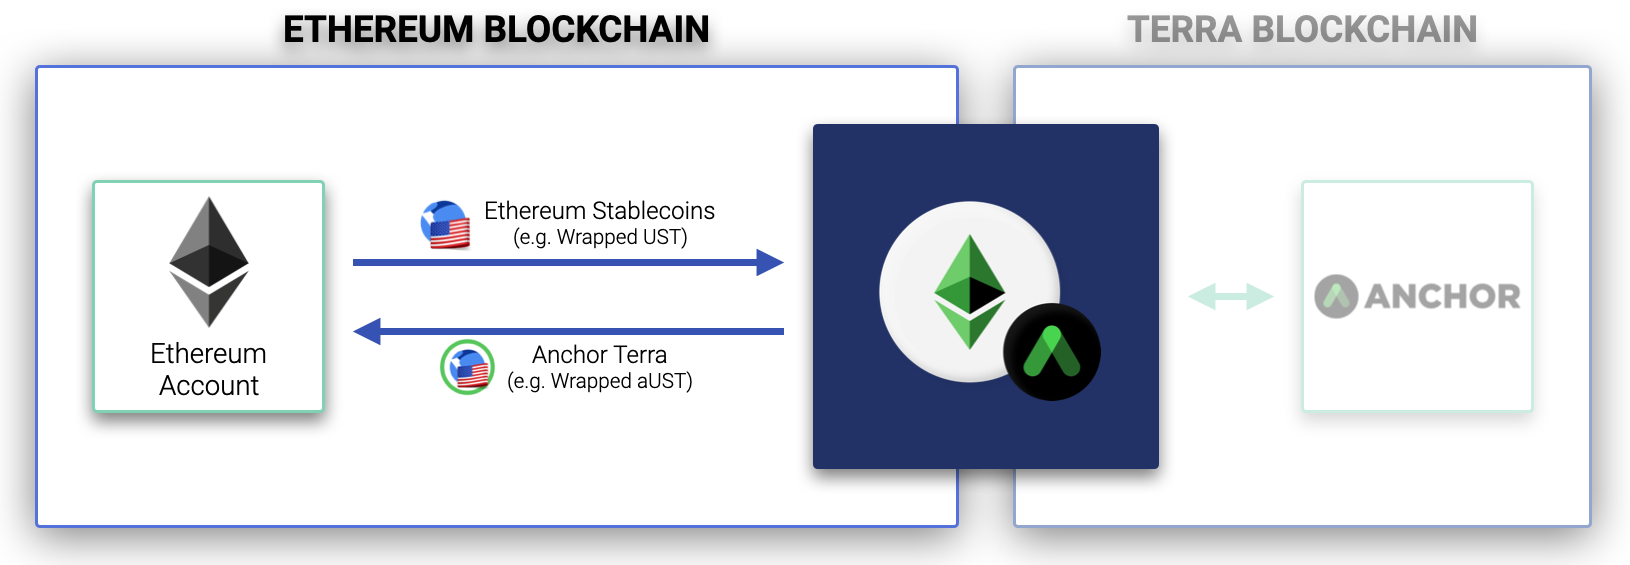 ETHEREUM BLOCKCHAIN
TERRA BLOCKCHAIN
Ethereum
Account
Ethereum Stablecoins
(e.g. Wrapped UST)
Anchor Terra
(e.g. Wrapped aUST)
ANCHOR